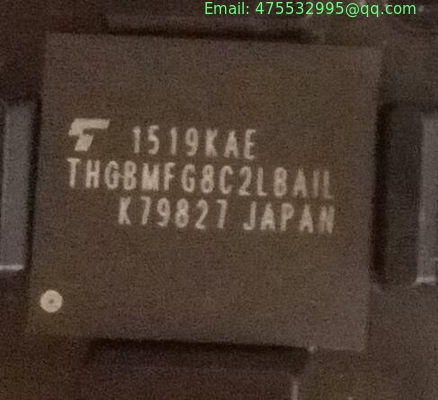 Email: 475532995@qq.com
1519KAE
THGBMFG8C2LBAIL
K79827 JAPAN